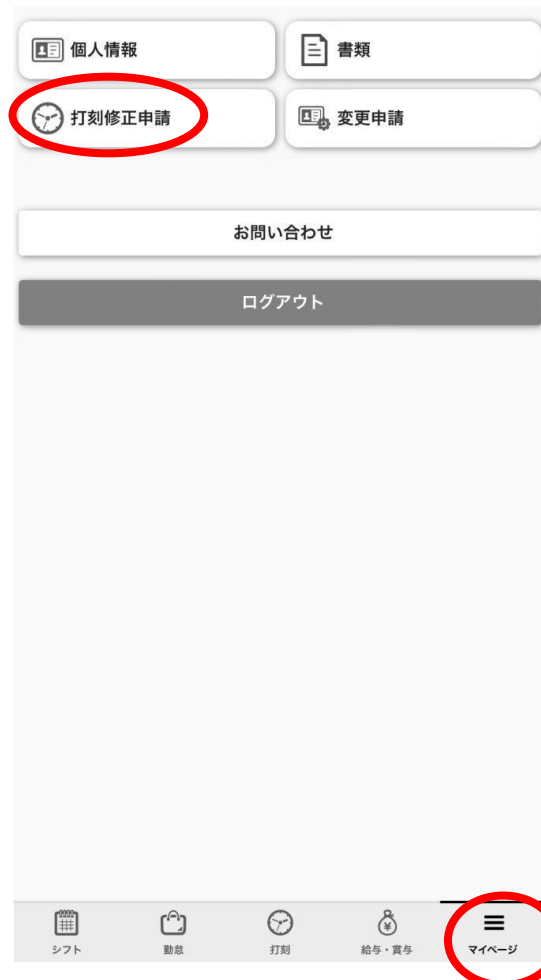 個人情報
書類
打刻修正申請
変更申請
お問い合わせ
ログアウト
シフト
勤怠
打刻
給与・賞与
マイページ